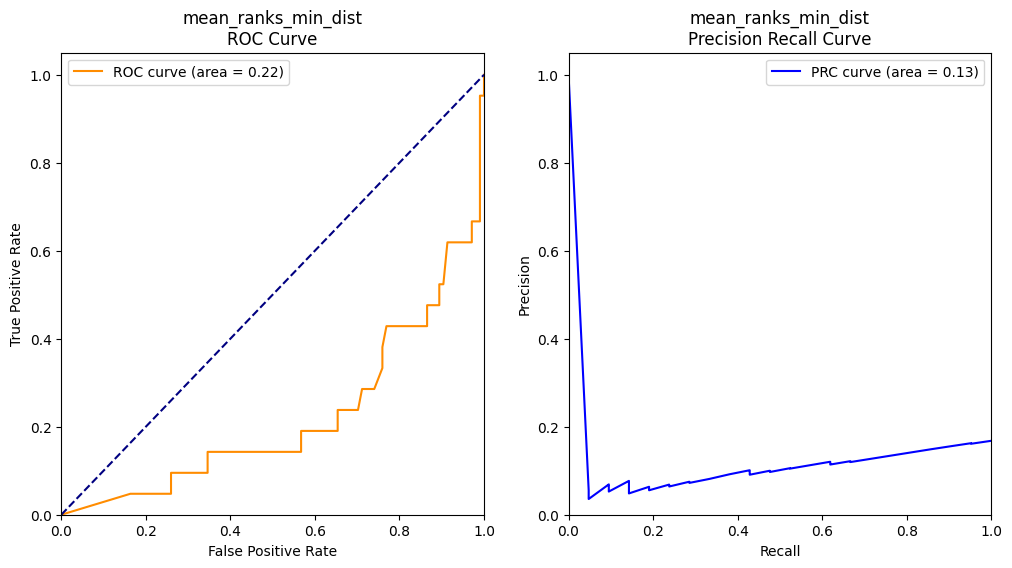 mean_ranks_min_dist
ROC Curve
ROC curve (area = 0.22)
True Positive Rate
1.0
0.8
0.6
0.4
0.2
0.0
0.0 0.2 0.4 0.6 0.8 1.0
False Positive Rate
mean_ranks_min_dist
Precision Recall Curve
PRC curve (area = 0.13)
Precision
1.0
0.8
0.6
0.4
0.2
0.0
0.0 0.2 0.4 0.6 0.8 1.0
Recall